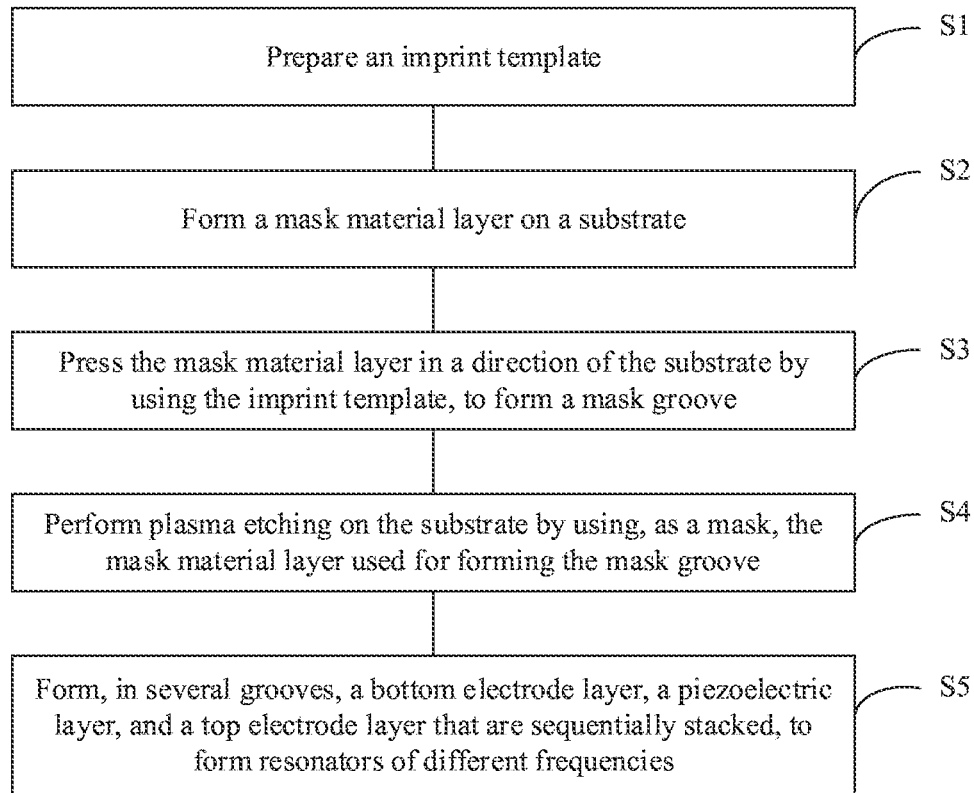 Prepare an imprint template
S1
Form a mask material layer on a substrate
S2
Press the mask material layer in a direction of the substrate by
using the imprint template, to form a mask groove
S3
Perform plasma etching on the substrate by using, as a mask, the
mask material layer used for forming the mask groove
S4
Form, in several grooves, a bottom electrode layer, a piezoelectric
layer, and a top electrode layer that are sequentially stacked, to
form resonators of different frequencies
S5